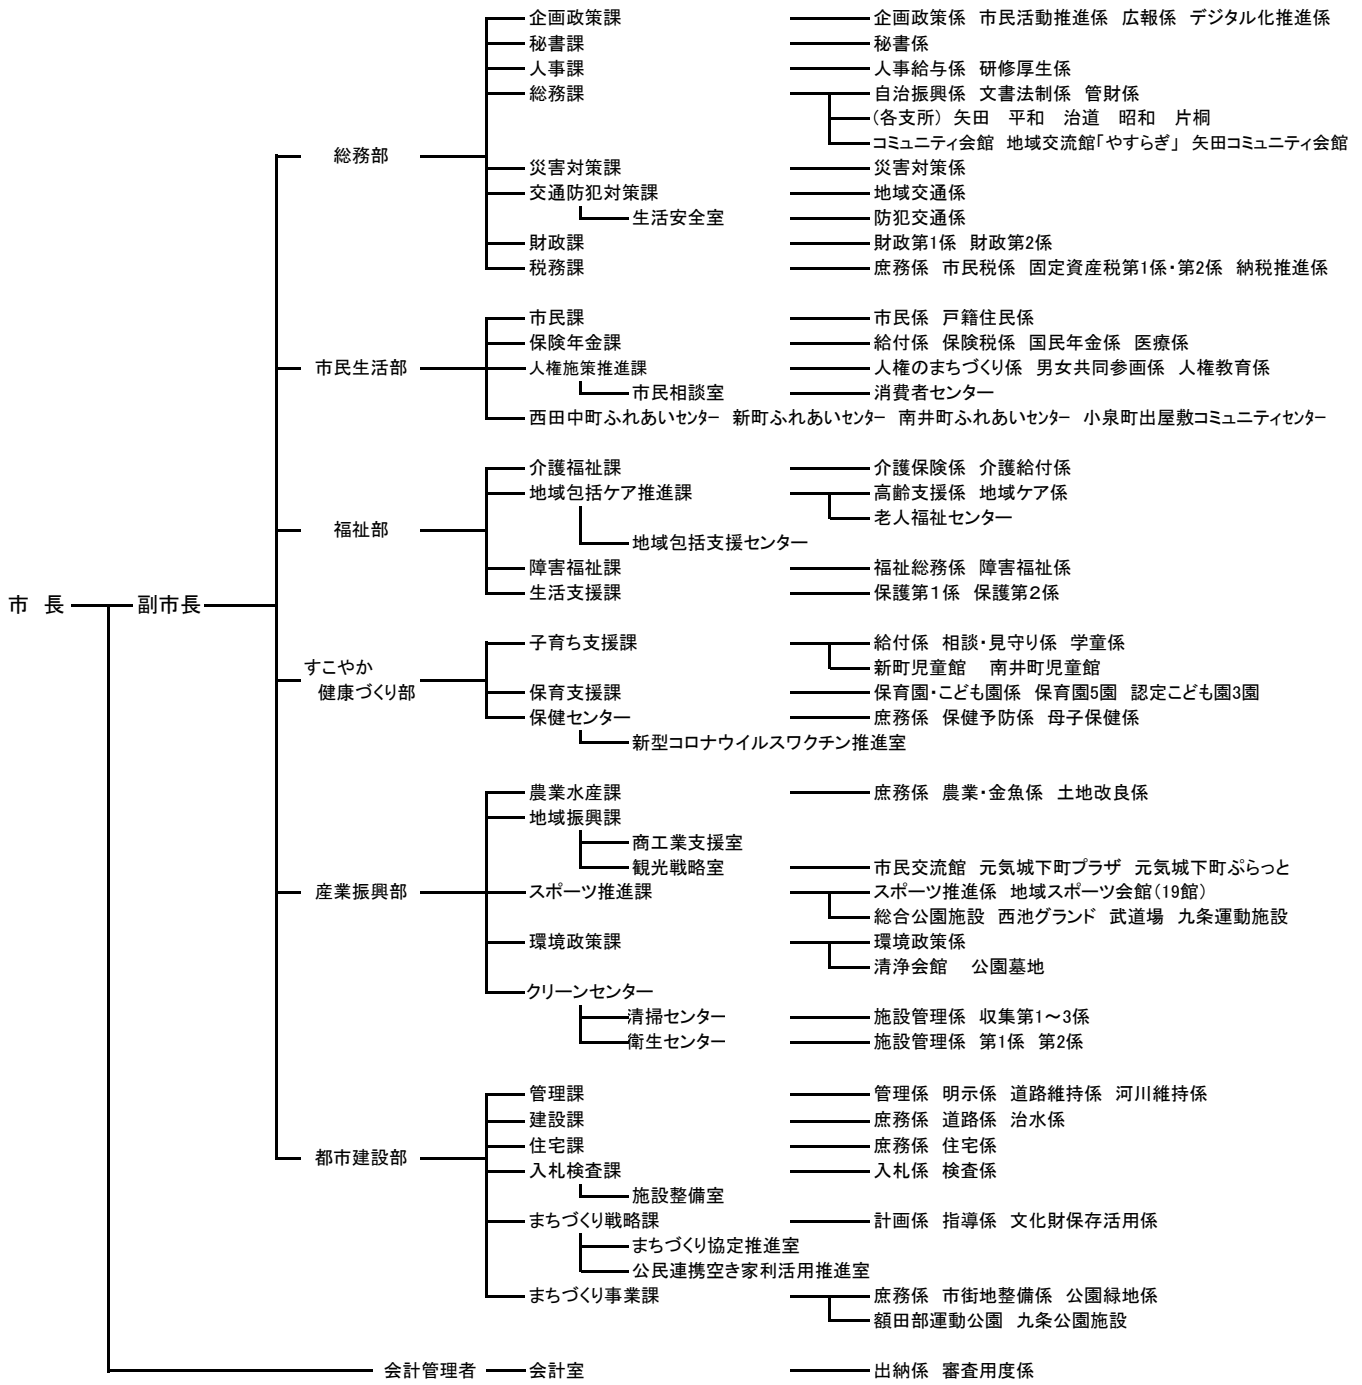 企画政策課 企画政策係 市民活動推進係 広報係 デジタル化推進係
秘書課 秘書係
人事課 人事給与係 研修厚生係
総務課 自治振興係 文書法制係 管財係
(各支所) 矢田 平和 治道 昭和 片桐
コミュニティ会館 地域交流館「やすらぎ」 矢田コミュニティ会館
総務部
災害対策課 災害対策係
交通防犯対策課 地域交通係
生活安全室 防犯交通係
財政課 財政第1係 財政第2係
税務課 庶務係 市民税係 固定資産税第1係・第2係 納税推進係
市民課 市民係 戸籍住民係
保険年金課 給付係 保険税係 国民年金係 医療係
市民生活部 人権施策推進課 人権のまちづくり係 男女共同参画係 人権教育係
市民相談室 消費者センター
西田中町ふれあいセンター 新町ふれあいセンター 南井町ふれあいセンター 小泉町出屋敷コミュニティセンター
介護福祉課 介護保険係 介護給付係
地域包括ケア推進課 高齢支援係 地域ケア係
老人福祉センター
福祉部
地域包括支援センター
障害福祉課 福祉総務係 障害福祉係
生活支援課 保護第1係 保護第2係
市 長 副市長
子育ち支援課 給付係 相談・見守り係 学童係
すこやか 新町児童館 南井町児童館
健康づくり部 保育支援課 保育園・こども園係 保育園5園 認定こども園3園
保健センター 庶務係 保健予防係 母子保健係
新型コロナウイルスワクチン推進室
農業水産課 庶務係 農業・金魚係 土地改良係
地域振興課
商工業支援室
観光戦略室 市民交流館 元気城下町プラザ 元気城下町ぷらっと
産業振興部 スポーツ推進課 スポーツ推進係 地域スポーツ会館(19館)
総合公園施設 西池グランド 武道場 九条運動施設
環境政策課 環境政策係
清浄会館 公園墓地
クリーンセンター
清掃センター 施設管理係 収集第1～3係
衛生センター 施設管理係 第1係 第2係
管理課 管理係 明示係 道路維持係 河川維持係
建設課 庶務係 道路係 治水係
住宅課 庶務係 住宅係
都市建設部
入札検査課 入札係 検査係
施設整備室
まちづくり戦略課 計画係 指導係 文化財保存活用係
まちづくり協定推進室
公民連携空き家利活用推進室
まちづくり事業課 庶務係 市街地整備係 公園緑地係
額田部運動公園 九条公園施設
会計管理者 会計室 出納係 審査用度係